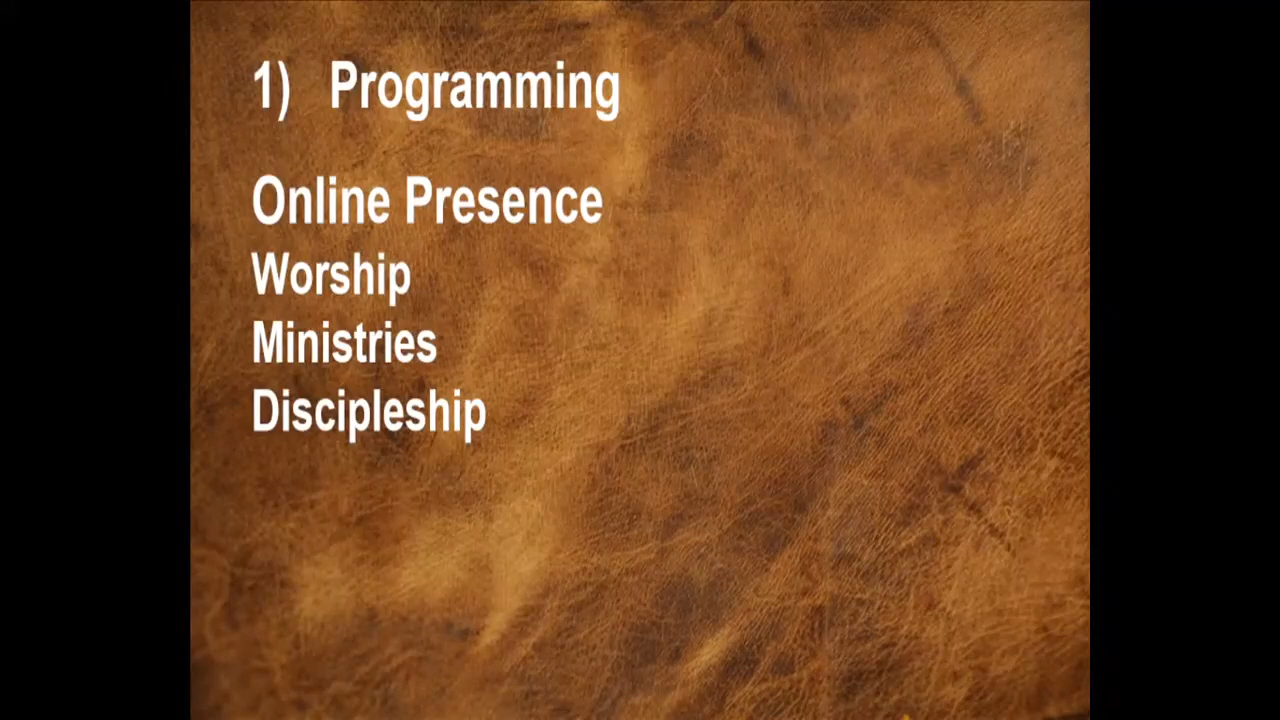 1) Programming
Online Presence
Worship
Ministries
Discipleship